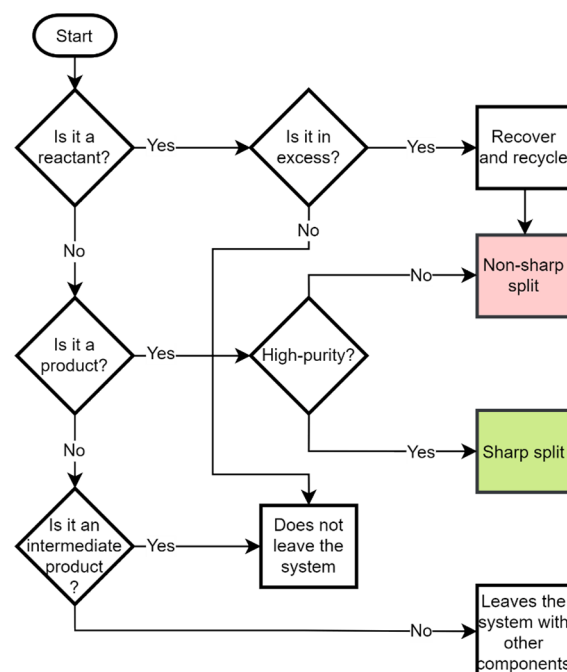 Start
Is it a
reactant?
Yes
Is it in
excess?
Yes
Recover
and recycle
No
No
Non-sharp
split
No
Is it a
product?
Yes
High-purity?
No
Yes
Sharp split
Is it an
intermediate
product
?
Yes
Does not
leave the
system
No
Leaves the
system with
other
components